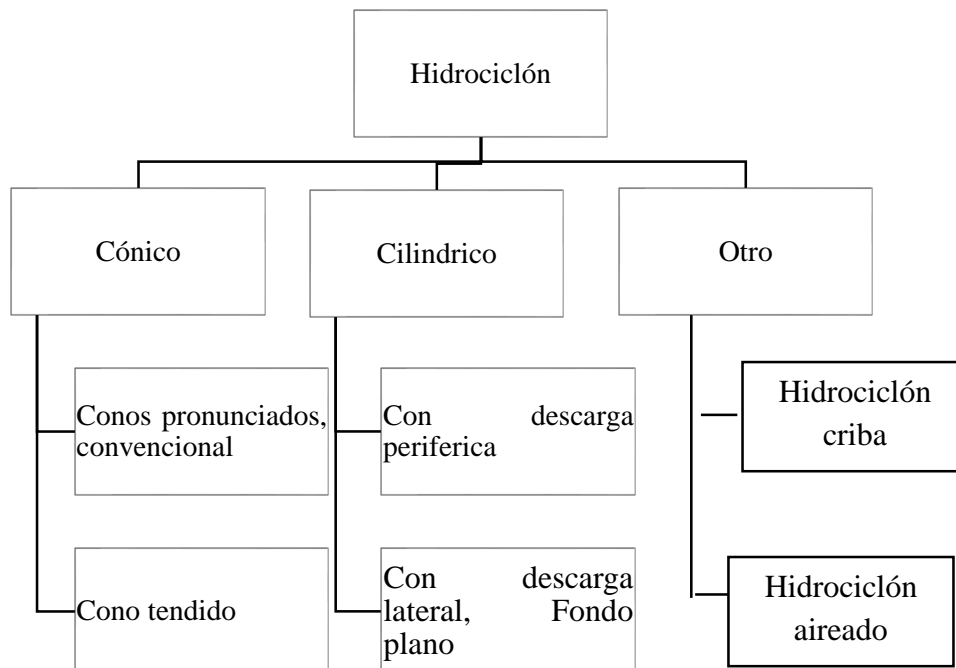 Hidrociclón
Cónico
Cilindrico
Otro
Conos pronunciados,
convencional
Cono tendido
Con descarga
periferica
Con descarga
lateral, Fondo
plano
Hidrociclón
criba
Hidrociclón
aireado